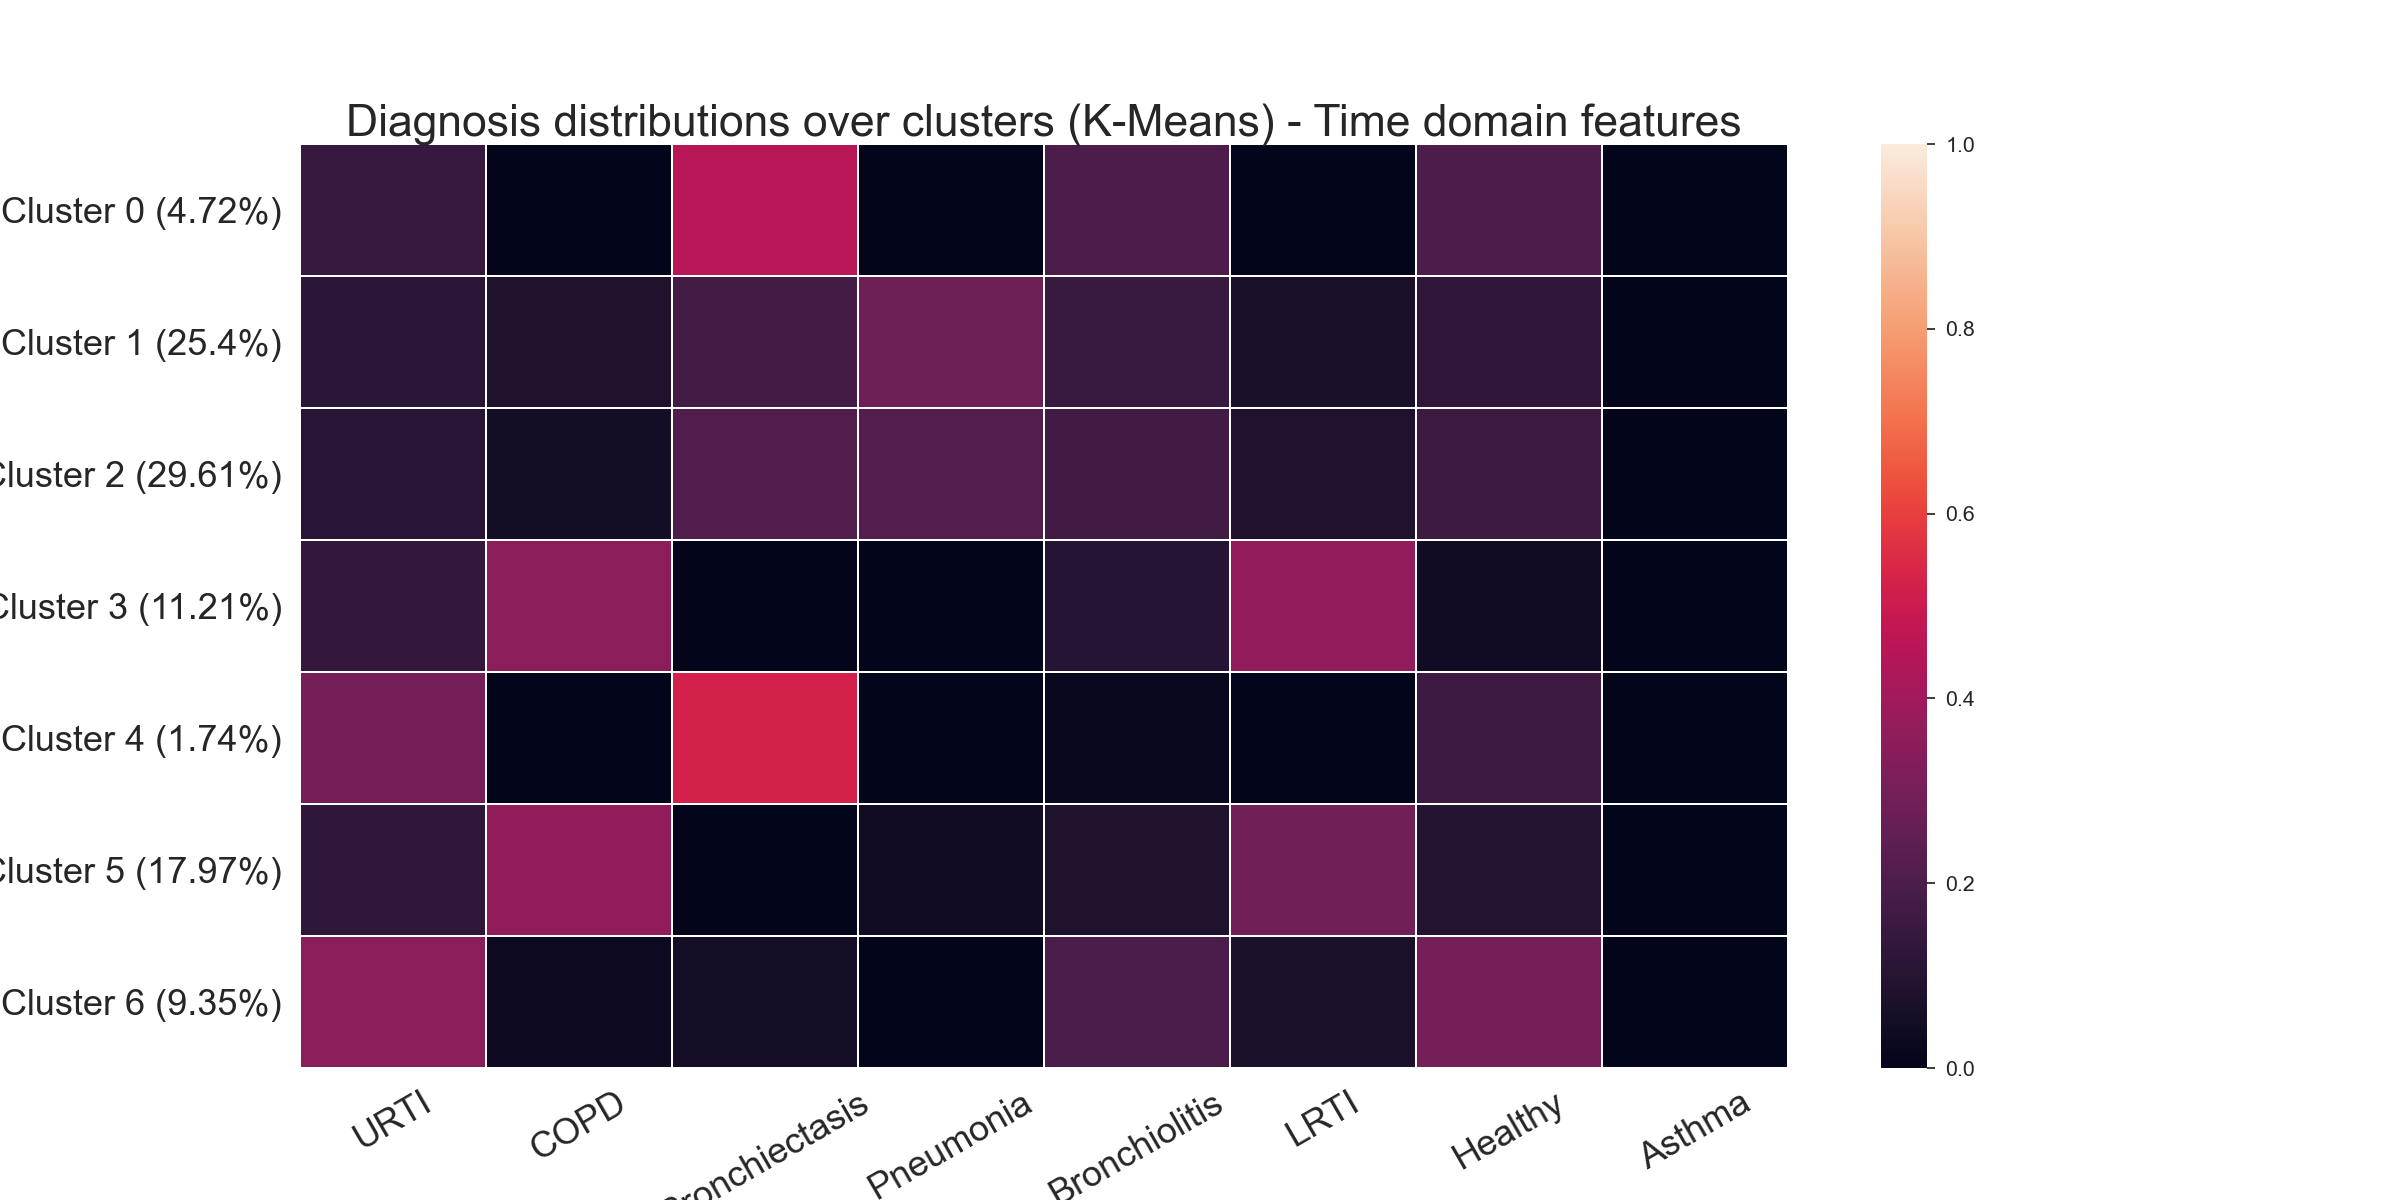 Diagnosis distributions over clusters (K-Means) - Time domain features
Cluster 0 (4.72%)
Cluster 1 (25.4%)
Cluster 2 (29.61%)
Cluster 3 (11.21%)
Cluster 4 (1.74%)
Cluster 5 (17.97%)
Cluster 6 (9.35%)
URTI
COPD
Bronchiectasis
Pneumonia
Bronchiolitis
LRTI
Healthy
Asthma
1.0
0.8
0.6
0.4
0.2
0.0